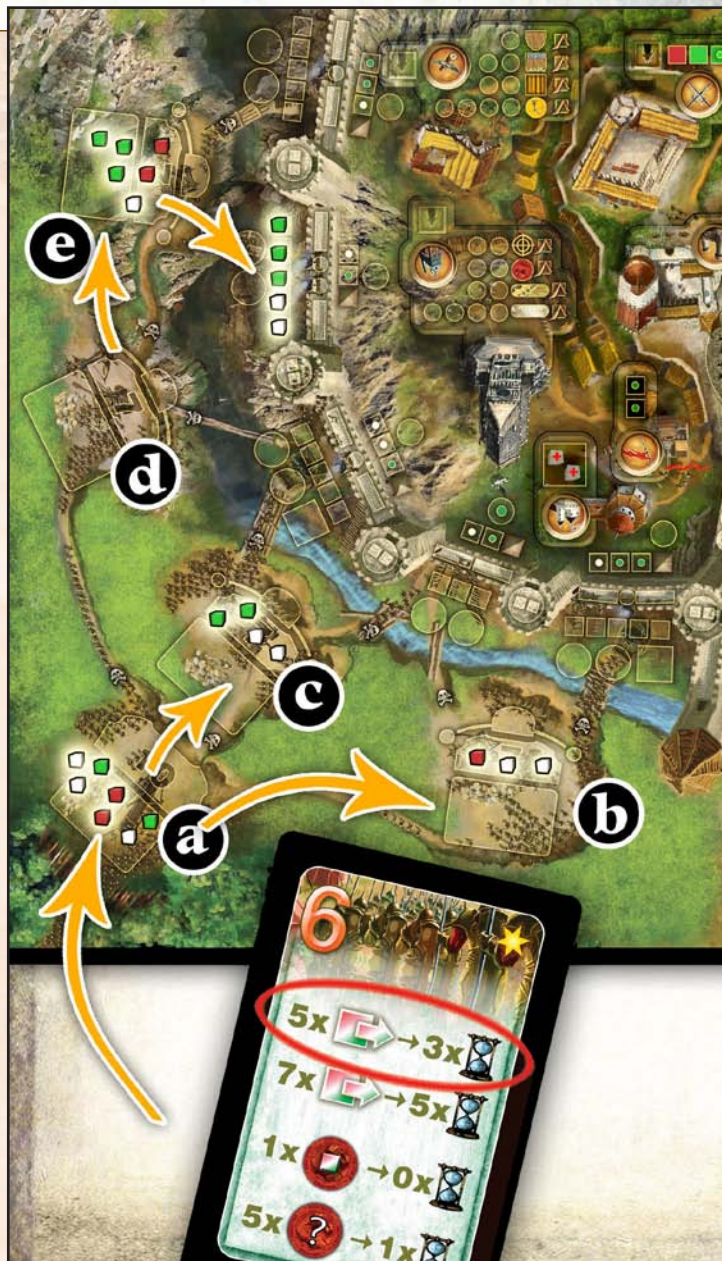 e
d
c
a
b
6
5x → 3x
7x → 5x
1x → 0x
5x ? → 1x